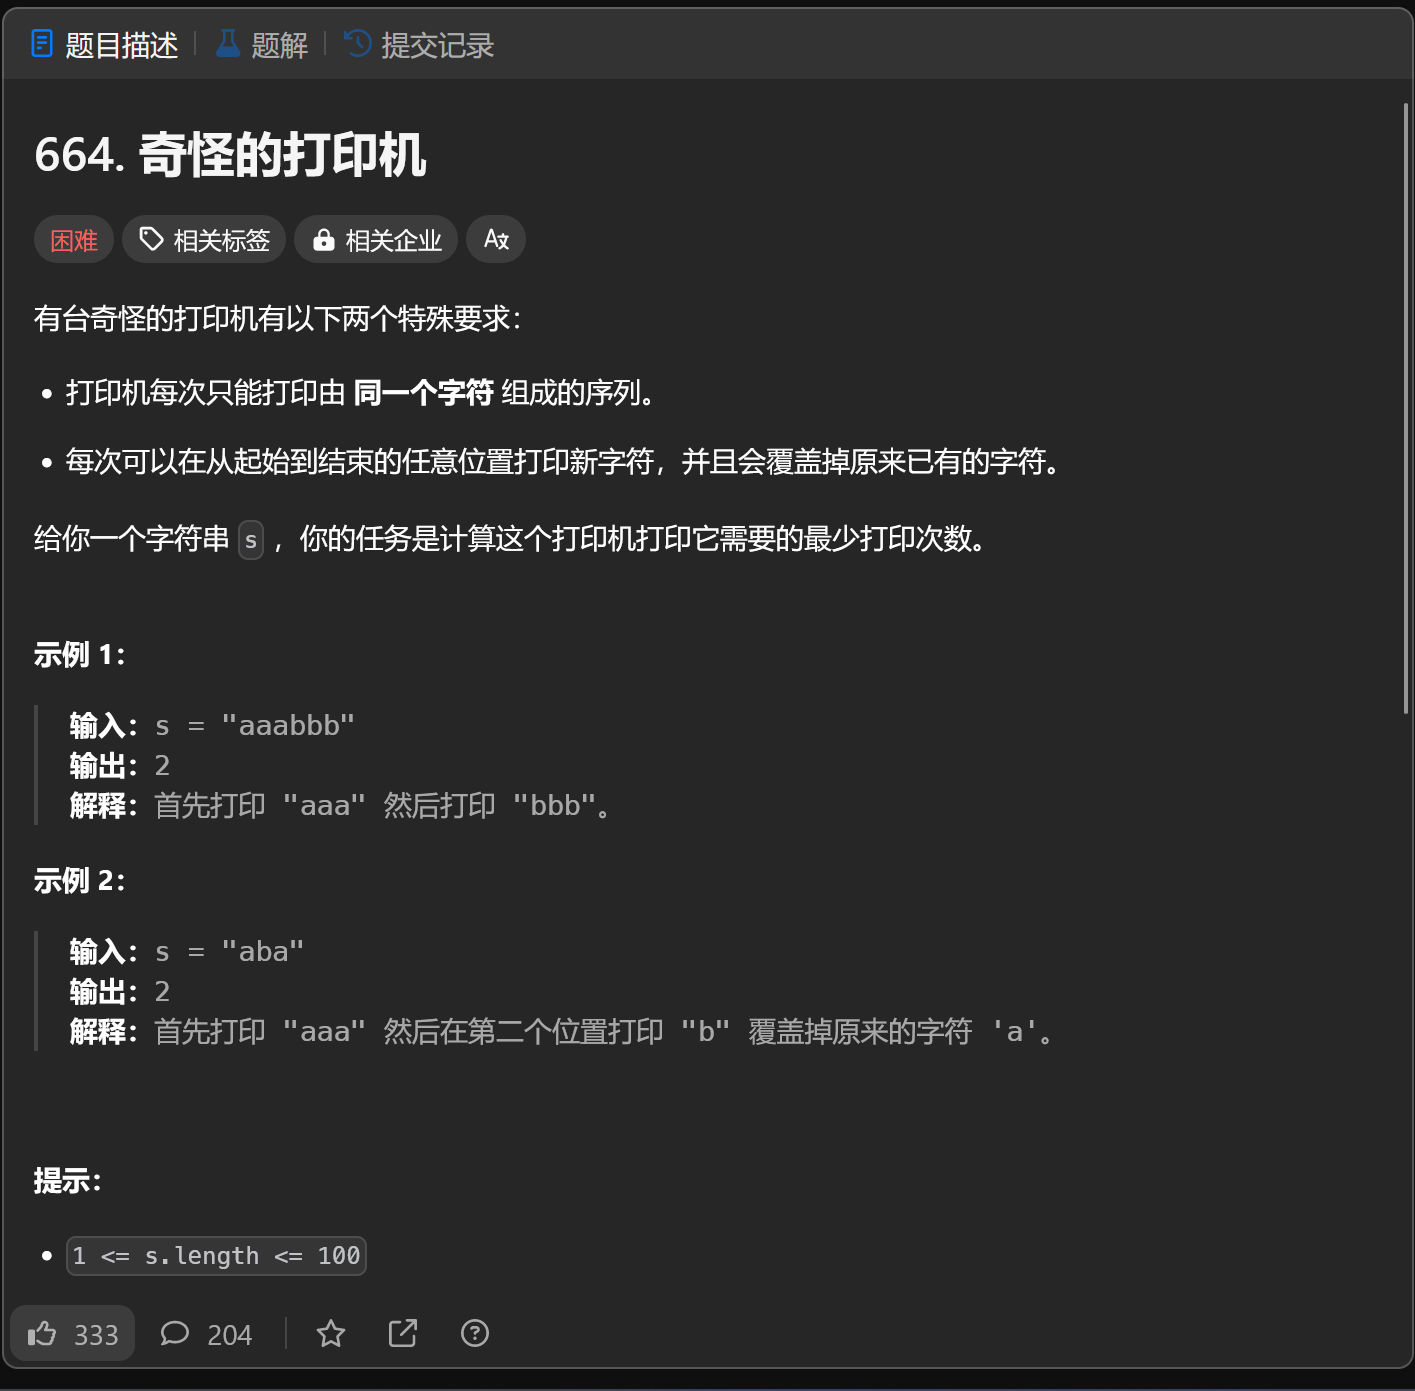 题目描述 题解 提交记录
664. 奇怪的打印机
困难 相关标签 相关企业 A文
有台奇怪的打印机有以下两个特殊要求：
• 打印机每次只能打印由 同一个字符 组成的序列。
• 每次可以在从起始到结束的任意位置打印新字符，并且会覆盖掉原来已有的字符。
给你一个字符串 s ，你的任务是计算这个打印机打印它需要的最少打印次数。
示例 1：
输入：s = "aaabbb"
输出：2
解释：首先打印 "aaa" 然后打印 "bbb"。
示例 2：
输入：s = "aba"
输出：2
解释：首先打印 "aaa" 然后在第二个位置打印 "b" 覆盖掉原来的字符 'a'。
提示：
• 1 <= s.length <= 100
333 204